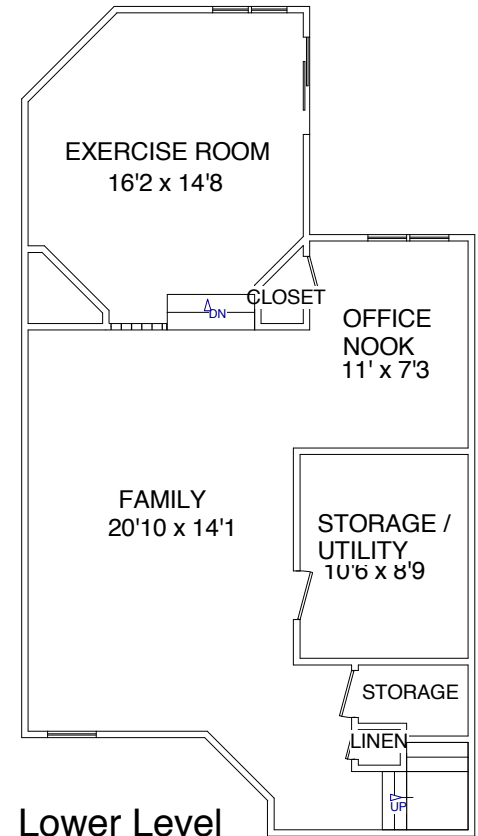 EXERCISE ROOM
16'2 x 14'8
CLOSET
DN
OFFICE
NOOK
11' x 7'3
FAMILY
20'10 x 14'1
STORAGE /
UTILITY
10'6 x 8'9
STORAGE
LINEN
UP
Lower Level